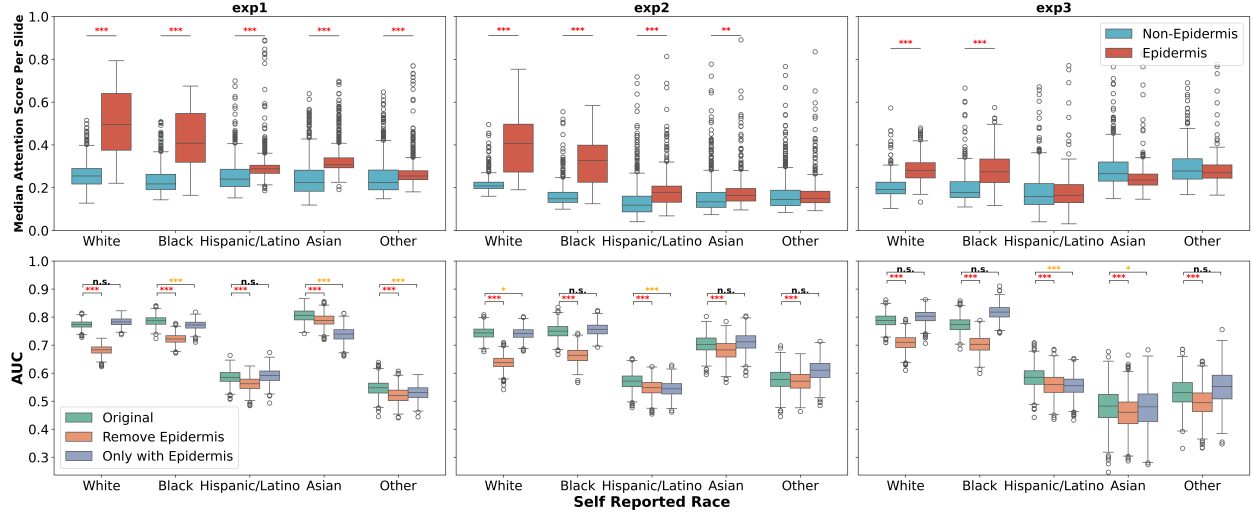 exp1 exp2 exp3
Median Attention Score Per Slide
1.0
0.8
0.6
0.4
0.2
0.0
*** *** *** *** ***
*** *** *** **
*** ***
Non-Epidermis
Epidermis
White Black Hispanic/Latino Asian Other
White Black Hispanic/Latino Asian Other
White Black Hispanic/Latino Asian Other
AUC
1.0
0.9
0.8
0.7
0.6
0.5
0.4
0.3
n.s. *** n.s. *** ***
*** *** *** *** ***
* n.s. *** n.s. n.s.
*** *** *** *** ***
n.s. n.s. *** * n.s.
*** *** *** *** ***
Original
Remove Epidermis
Only with Epidermis
White Black Hispanic/Latino Asian Other
White Black Hispanic/Latino Asian Other
White Black Hispanic/Latino Asian Other
Self Reported Race